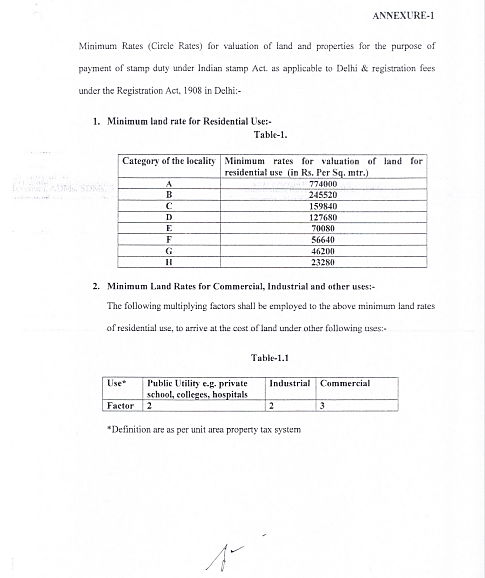 ANNEXURE-1
Minimum Rates (Circle Rates) for valuation of land and properties for the purpose of
payment of stamp duty under Indian stamp Act. as applicable to Delhi & registration fees
under the Registration Act, 1908 in Delhi:-
1. Minimum land rate for Residential Use:-
Table-1.
Category of the locality Minimum rates for valuation of land for
residential use (in Rs. Per Sq. mtr.)
A 774000
B 245520
C 159840
D 127680
E 70080
F 56640
G 46200
H 23280
2. Minimum Land Rates for Commercial, Industrial and other uses:-
The following multiplying factors shall be employed to the above minimum land rates
of residential use, to arrive at the cost of land under other following uses:-
Table-1.1
Use* Public Utility e.g. private Industrial Commercial
school, colleges, hospitals
Factor 2 2 3
*Definition are as per unit area property tax system